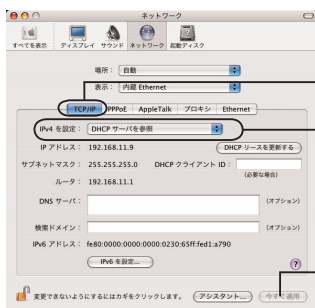 ネットワーク
すべてを表示 ディスプレイ サウンド ネットワーク 起動ディスク
場所： 自動
表示： 内蔵 Ethernet
TCP/IP PPPoE AppleTalk プロキシ Ethernet
IPv4 を設定： DHCP サーバを参照
IP アドレス： 192.168.11.9 DHCP リースを更新する
サブネットマスク： 255.255.255.0 DHCP クライアント ID：
(必要な場合)
ルータ： 192.168.11.1
DNS サーバ： (オプション)
検索ドメイン： (オプション)
IPv6 アドレス： fe80:0000:0000:0000:0230:65ff:fed1:a790
IPv6 を設定... ?
変更できないようにするにはカギをクリックします。 アシスタント... 今すぐ適用